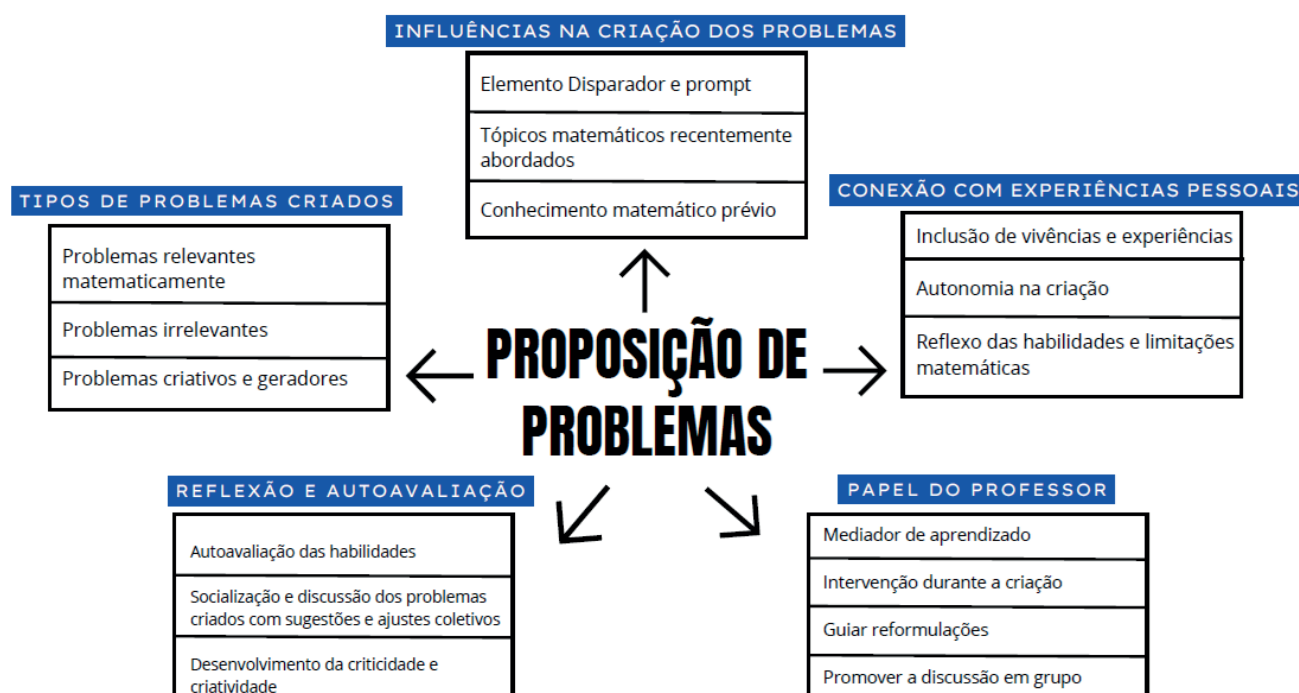 INFLUÊNCIAS NA CRIAÇÃO DOS PROBLEMAS
Elemento Disparador e prompt
Tópicos matemáticos recentemente
abordados
Conhecimento matemático prévio
TIPOS DE PROBLEMAS CRIADOS
Problemas relevantes
matematicamente
Problemas irrelevantes
Problemas criativos e geradores
CONEXÃO COM EXPERIÊNCIAS PESSOAIS
Inclusão de vivências e experiências
Autonomia na criação
Reflexo das habilidades e limitações
matemáticas
PROPOSIÇÃO DE
PROBLEMAS
REFLEXÃO E AUTOAVALIAÇÃO
Autoavaliação das habilidades
Socialização e discussão dos problemas
criados com sugestões e ajustes coletivos
Desenvolvimento da criticidade e
criatividade
PAPEL DO PROFESSOR
Mediador de aprendizado
Intervenção durante a criação
Guiar reformulações
Promover a discussão em grupo